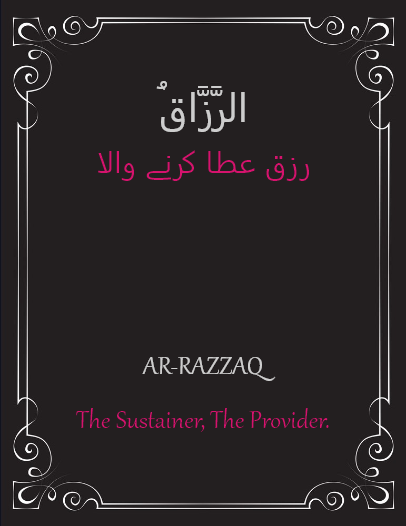 الرَّزَّاقُ
رزق عطا کرنے والا
AR-RAZZAQ
The Sustainer, The Provider.